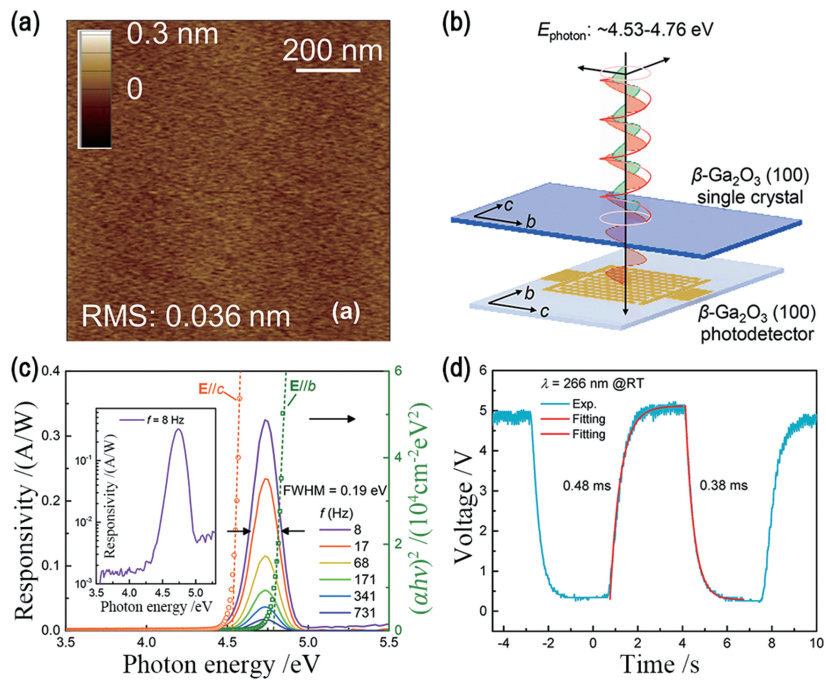 (a)
0.3 nm
0
200 nm
RMS: 0.036 nm
(a)
(b)
Ephoton: ~4.53-4.76 eV
β-Ga2O3 (100)
single crystal
c
b
b
c
β-Ga2O3 (100)
photodetector
(c)
Responsivity /(A/W)
0.4
0.3
0.2
0.1
0.0
3.5
4.0
4.5
5.0
5.5
Photon energy /eV
E//c
E//b
FWHM = 0.19 eV
f (Hz)
8
17
68
171
341
731
6
5
4
3
2
1
0
(αhν)2 /(104cm-2eV2)
f = 8 Hz
Responsivity /(A/W)
10-1
10-2
10-3
3.5
4.0
4.5
5.0
Photon energy /eV
(d)
λ = 266 nm @RT
Exp.
Fitting
Fitting
0.48 ms
0.38 ms
Voltage /V
6
5
4
3
2
1
0
-4
-2
0
2
4
6
8
10
Time /s